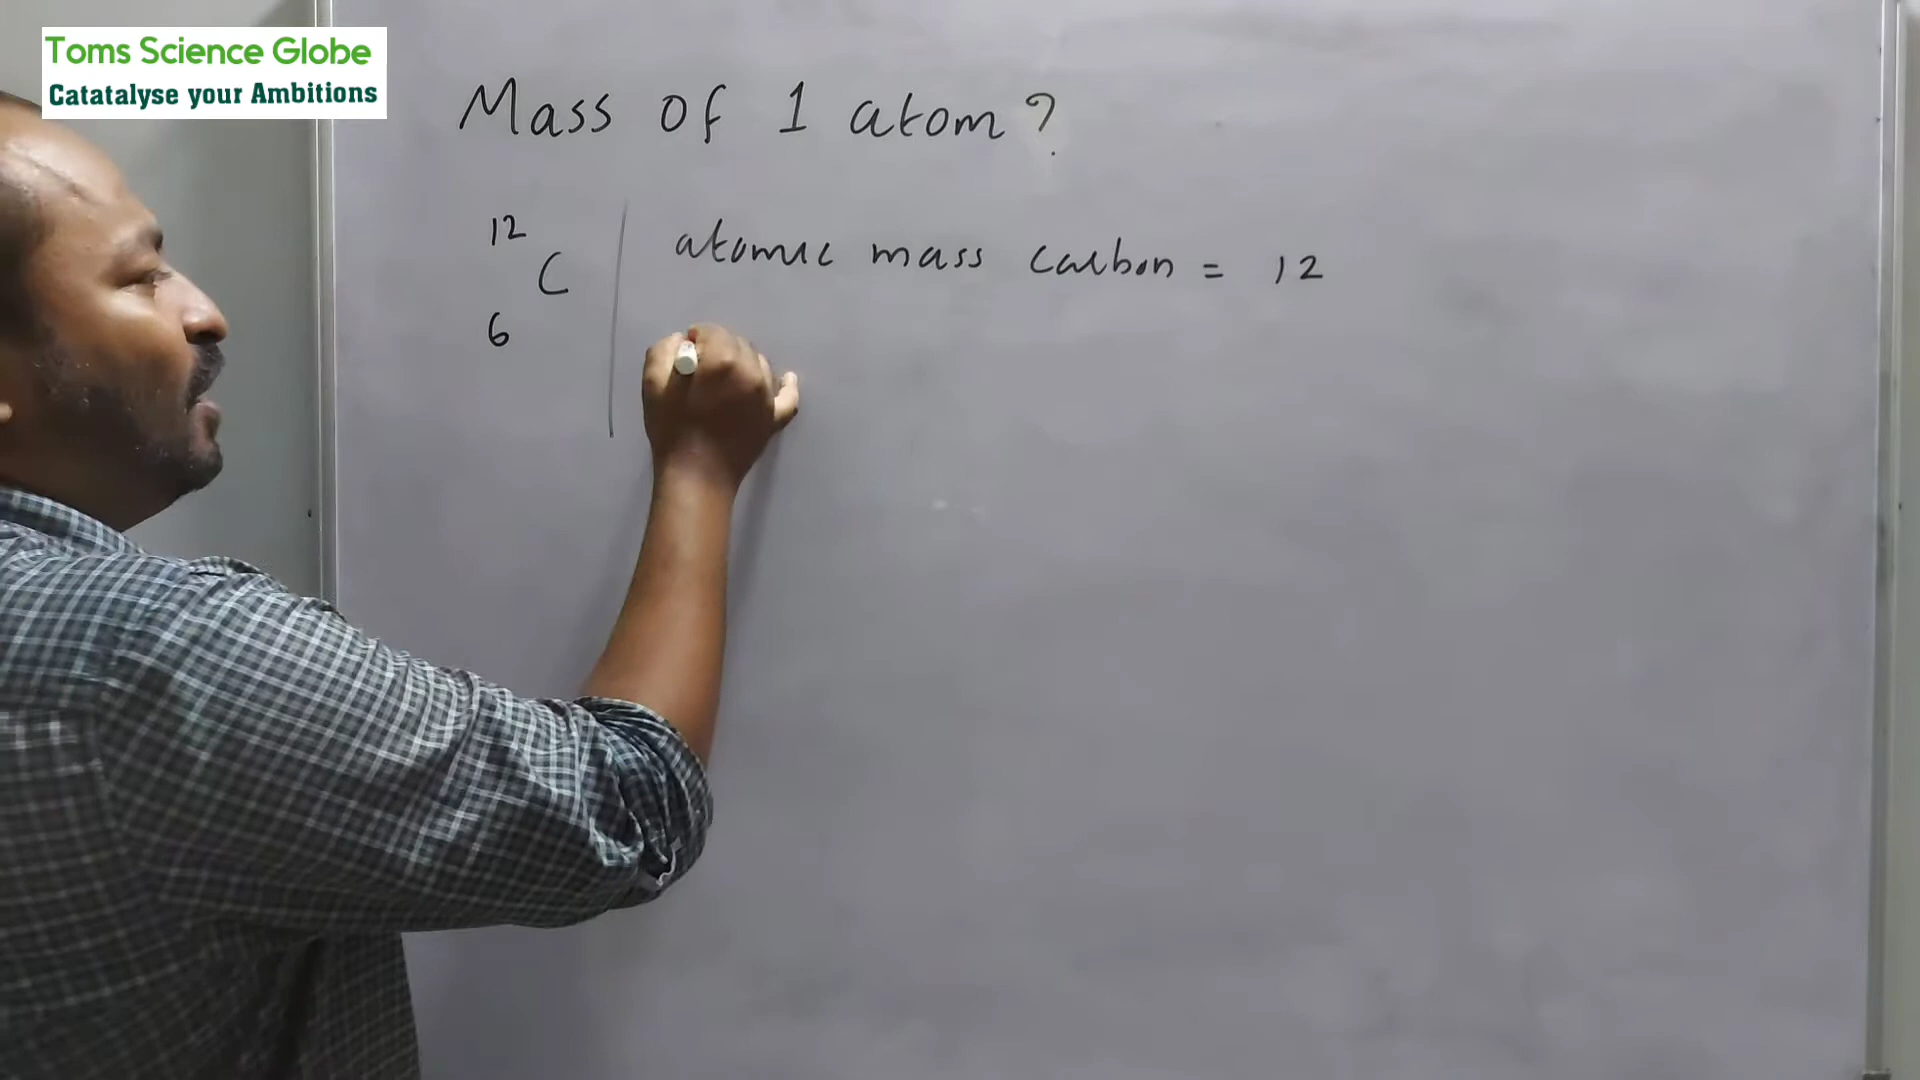 Toms Science Globe
Catatalyse your Ambitions
Mass of 1 atom?
12
C
6
atomic mass carbon = 12